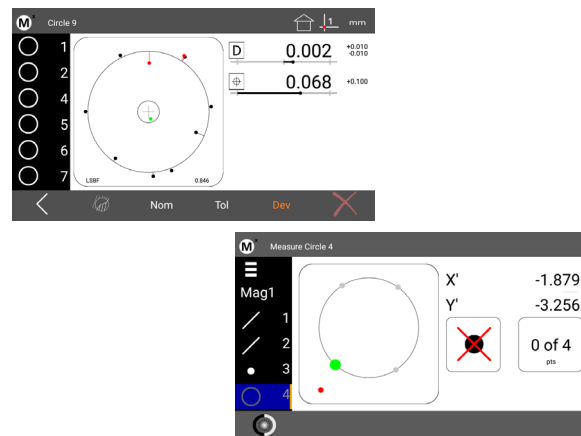 M Circle 9 1 mm
1
2
4
5
6
7
D 0.002 +0.010 -0.010
0.068 +0.100
LSBF 0.846
Nom Tol Dev
M Measure Circle 4
Mag1
1
2
3
4
X' -1.879
Y' -3.256
0 of 4
pts